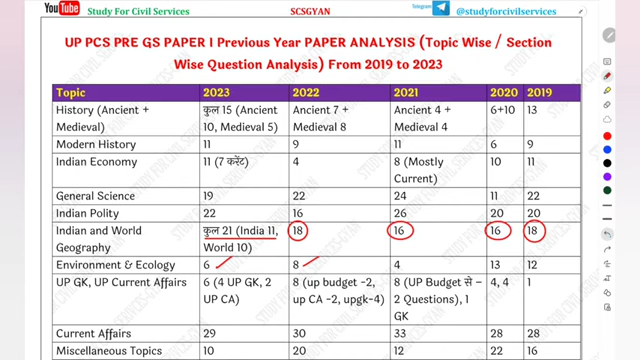 YouTube Study For Civil Services SCSGYAN Telegram @studyforcivilservices
UP PCS PRE GS PAPER I Previous Year PAPER ANALYSIS (Topic Wise / Section
Wise Question Analysis) From 2019 to 2023
Topic 2023 2022 2021 2020 2019
History (Ancient + कुल 15 (Ancient Ancient 7 + Ancient 4 + 6+10 13
Medieval) 10, Medieval 5) Medieval 8 Medieval 4
Modern History 11 9 11 6 9
Indian Economy 11 (7 करेंट) 4 8 (Mostly 10 11
Current)
General Science 19 22 24 11 22
Indian Polity 22 16 26 20 20
Indian and World कुल 21 (India 11, 18 16 16 18
Geography World 10)
Environment & Ecology 6 8 4 13 12
UP GK, UP Current Affairs 6 (4 UP GK, 2 8 (up budget -2, 8 (UP Budget से – 4, 4 1
UP CA) up CA -2, upgk-4) 2 Questions), 1
GK
Current Affairs 29 30 33 28 28
Miscellaneous Topics 10 20 12 22 16